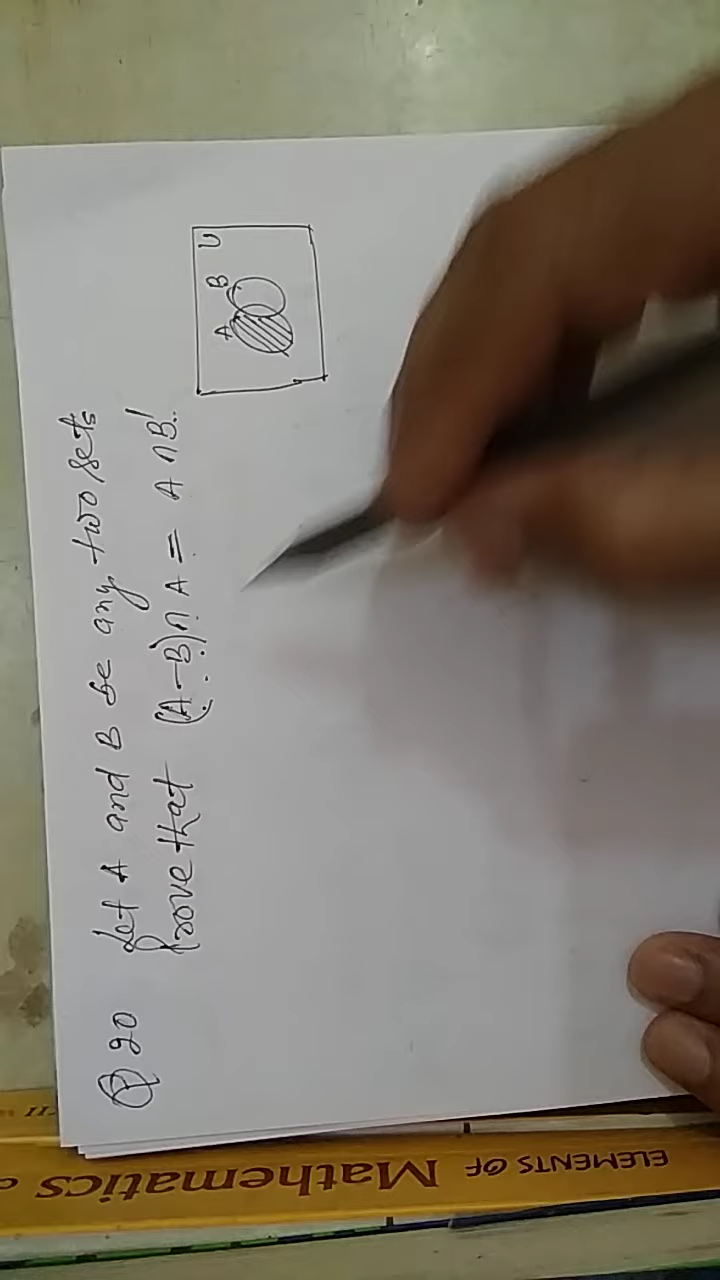 Q 20 Let A and B be any two sets
Prove that (A-B)∩A = A∩B'.
A B U
ELEMENTS OF Mathematics